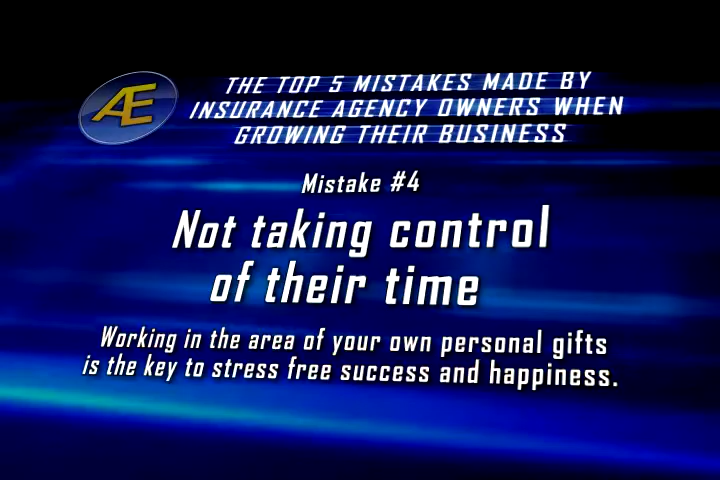 Æ
THE TOP 5 MISTAKES MADE BY
INSURANCE AGENCY OWNERS WHEN
GROWING THEIR BUSINESS
Mistake #4
Not taking control
of their time
Working in the area of your own personal gifts
is the key to stress free success and happiness.